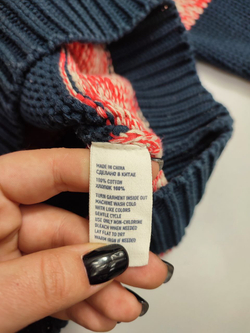 MADE IN CHINA
СДЕЛАНО В КИТАЕ
100% COTTON
ХЛОПОК 100%
TURN GARMENT INSIDE OUT
MACHINE WASH COLD
WITH LIKE COLORS
GENTLE CYCLE
USE ONLY NON-CHLORINE
BLEACH WHEN NEEDED
LAY FLAT TO DRY
WARM IRON IF NEEDED